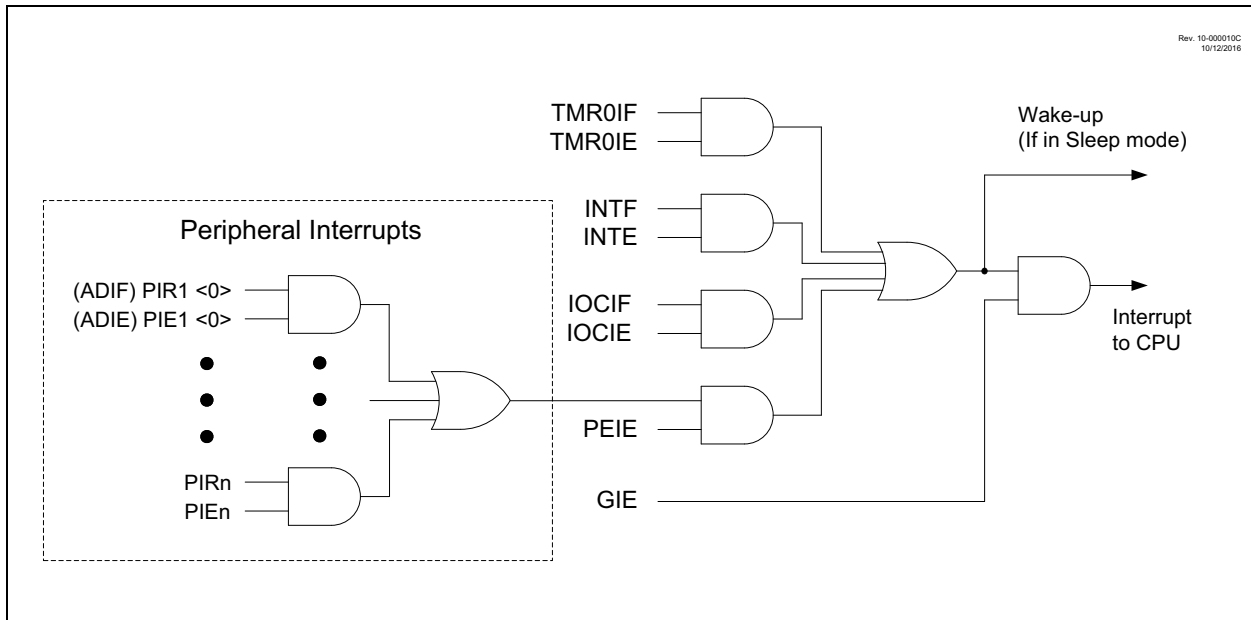 Rev. 10-000010C
10/12/2016
TMR0IF
TMR0IE
Wake-up
(If in Sleep mode)
INTF
INTE
Peripheral Interrupts
(ADIF) PIR1 <0>
(ADIE) PIE1 <0>
IOCIF
IOCIE
Interrupt
to CPU
PEIE
PIRn
PIEn
GIE